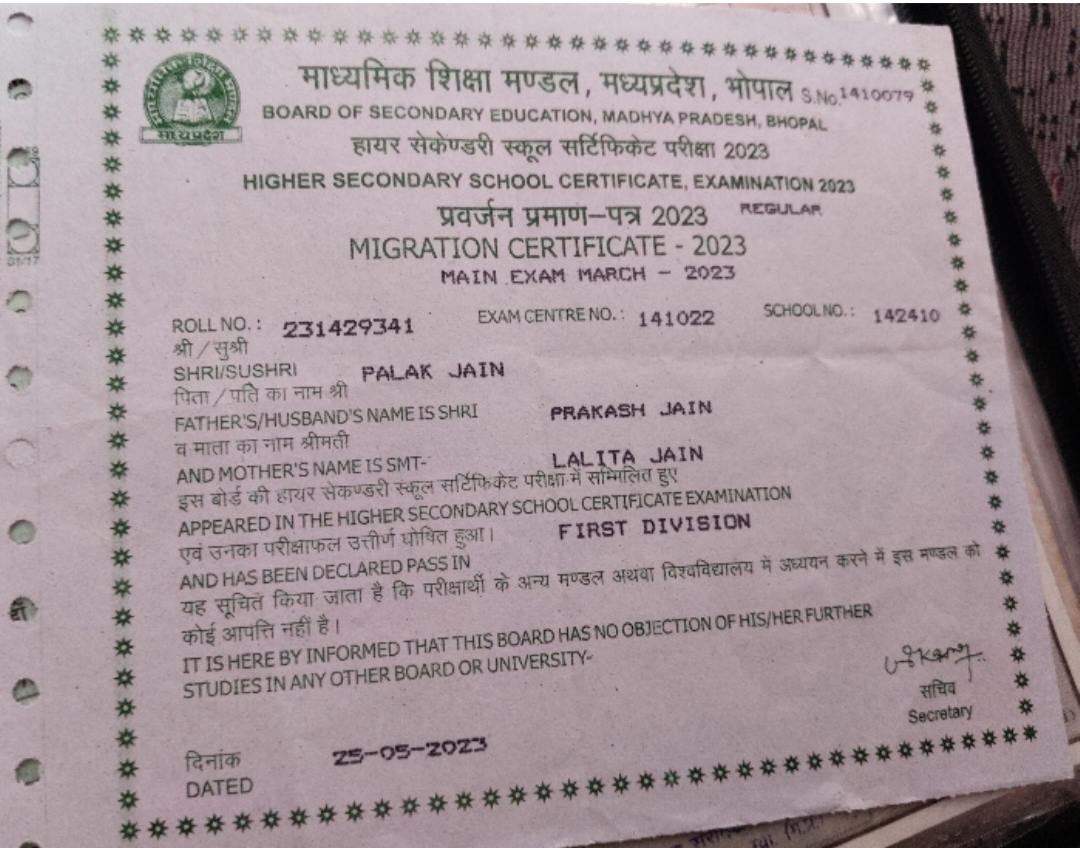 माध्यमिक शिक्षा मण्डल, मध्यप्रदेश, भोपाल S.No.1410079
मध्यप्रदेश
BOARD OF SECONDARY EDUCATION, MADHYA PRADESH, BHOPAL
हायर सेकेण्डरी स्कूल सर्टिफिकेट परीक्षा 2023
HIGHER SECONDARY SCHOOL CERTIFICATE, EXAMINATION 2023
प्रवर्जन प्रमाण-पत्र 2023 REGULAR
MIGRATION CERTIFICATE - 2023
MAIN EXAM MARCH - 2023
ROLL NO. : 231429341 EXAM CENTRE NO. : 141022 SCHOOL NO. : 142410
श्री / सुश्री
SHRI/SUSHRI PALAK JAIN
पिता / पति का नाम श्री
FATHER'S/HUSBAND'S NAME IS SHRI PRAKASH JAIN
व माता का नाम श्रीमती
AND MOTHER'S NAME IS SMT- LALITA JAIN
इस बोर्ड की हायर सेकण्डरी स्कूल सर्टिफिकेट परीक्षा में सम्मिलित हुए
APPEARED IN THE HIGHER SECONDARY SCHOOL CERTIFICATE EXAMINATION
एवं उनका परीक्षाफल उत्तीर्ण घोषित हुआ। FIRST DIVISION
AND HAS BEEN DECLARED PASS IN
यह सूचित किया जाता है कि परीक्षार्थी के अन्य मण्डल अथवा विश्वविद्यालय में अध्ययन करने में इस मण्डल को
कोई आपत्ति नहीं है।
IT IS HERE BY INFORMED THAT THIS BOARD HAS NO OBJECTION OF HIS/HER FURTHER
STUDIES IN ANY OTHER BOARD OR UNIVERSITY-
सचिव
Secretary
दिनांक 25-05-2023
DATED
01/17